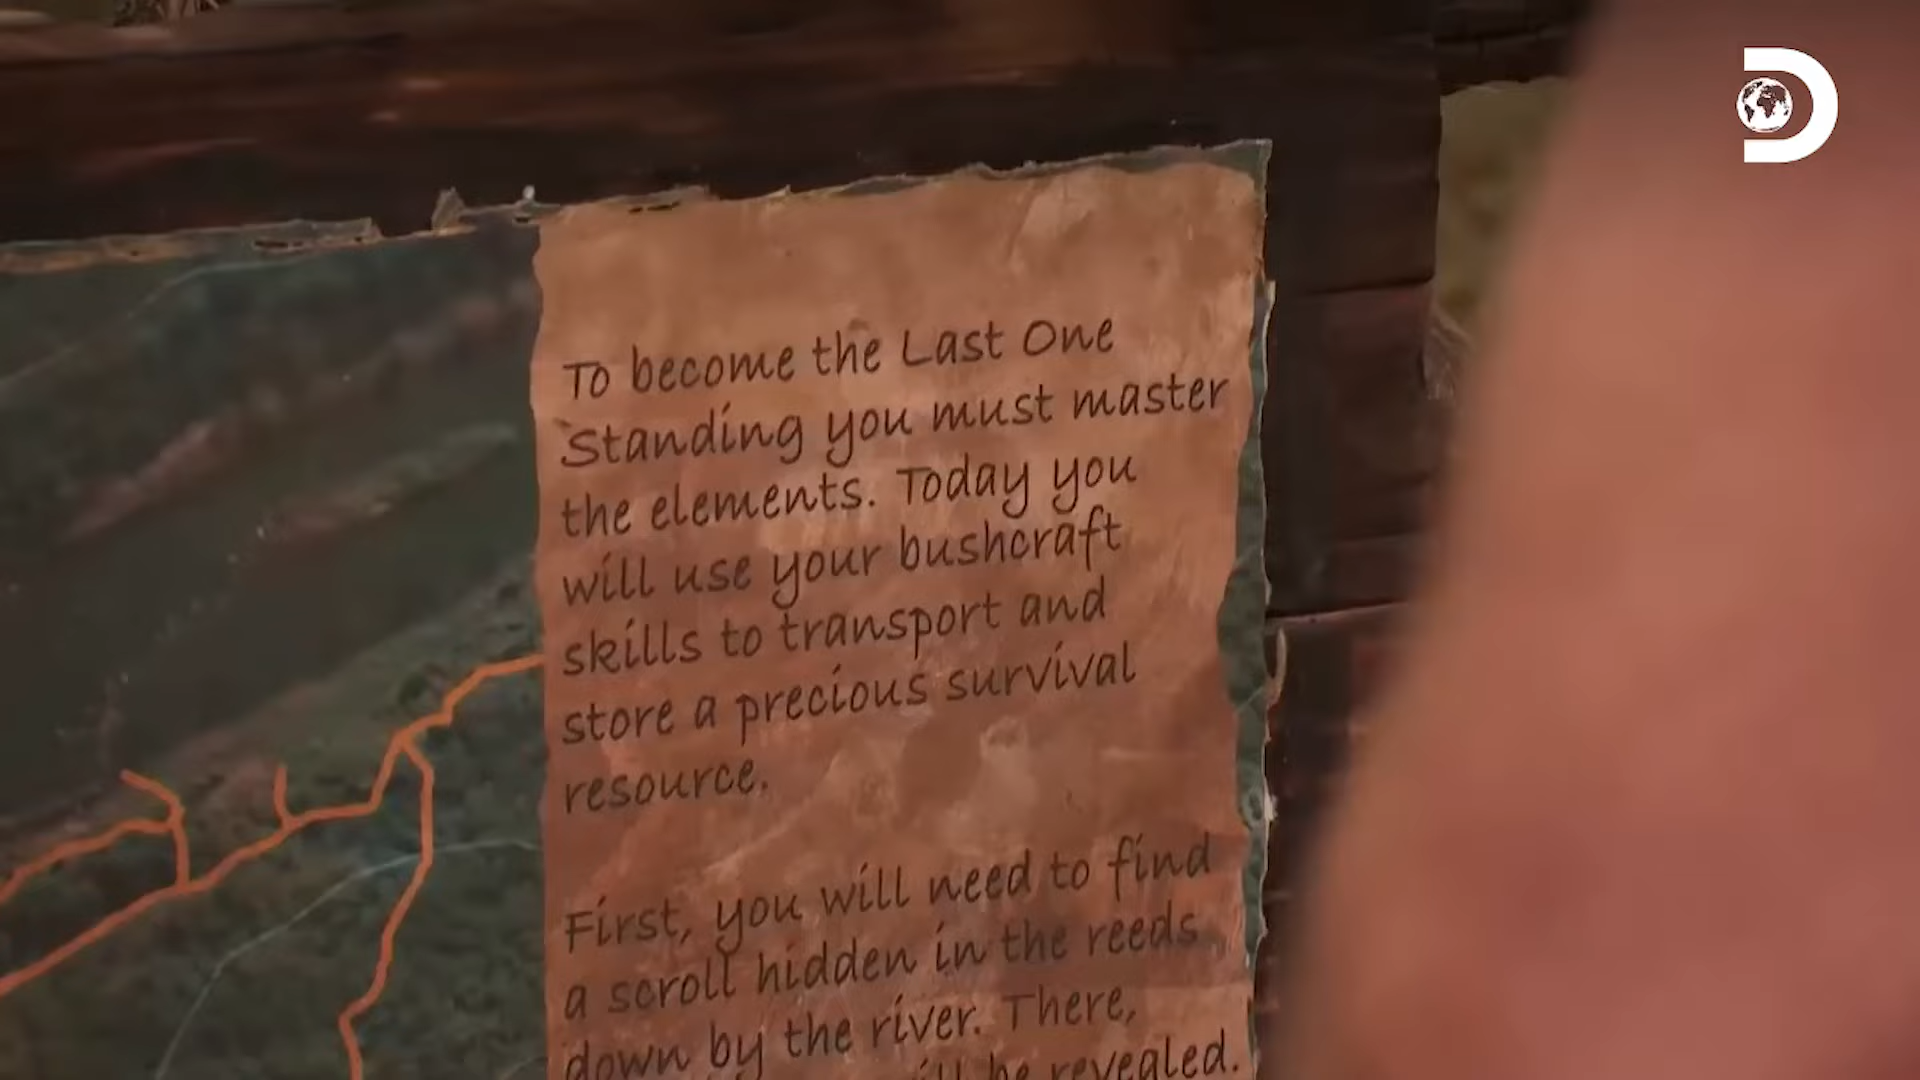 To become the Last One
Standing you must master
the elements. Today you
will use your bushcraft
skills to transport and
store a precious survival
resource.
First, you will need to find
a scroll hidden in the reeds
down by the river. There,
will be revealed.